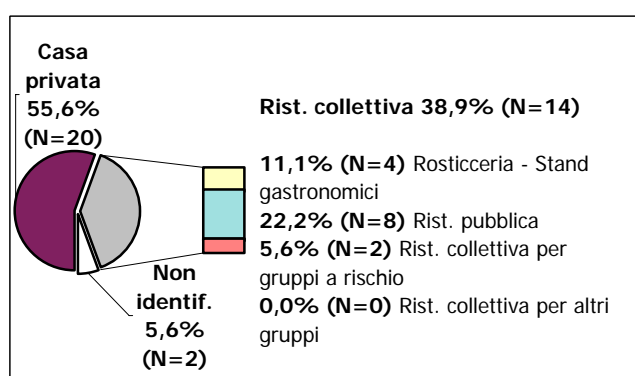 Casa
privata
55,6%
(N=20)
Rist. collettiva 38,9% (N=14)
11,1% (N=4) Rosticceria - Stand
gastronomici
22,2% (N=8) Rist. pubblica
5,6% (N=2) Rist. collettiva per
gruppi a rischio
0,0% (N=0) Rist. collettiva per altri
gruppi
Non
identif.
5,6%
(N=2)